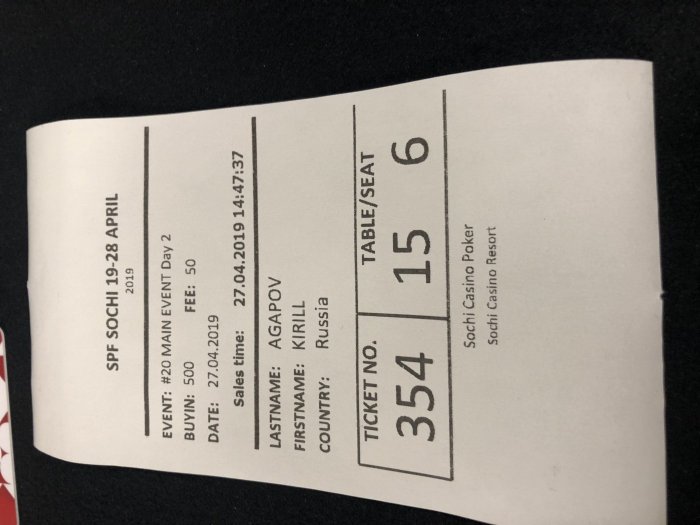 SPF SOCHI 19-28 APRIL
2019
EVENT: #20 MAIN EVENT Day 2
BUYIN: 500 FEE: 50
DATE: 27.04.2019
Sales time: 27.04.2019 14:47:37
LASTNAME: AGAPOV
FIRSTNAME: KIRILL
COUNTRY: Russia
TICKET NO. TABLE/SEAT
354 15 6
Sochi Casino Poker
Sochi Casino Resort